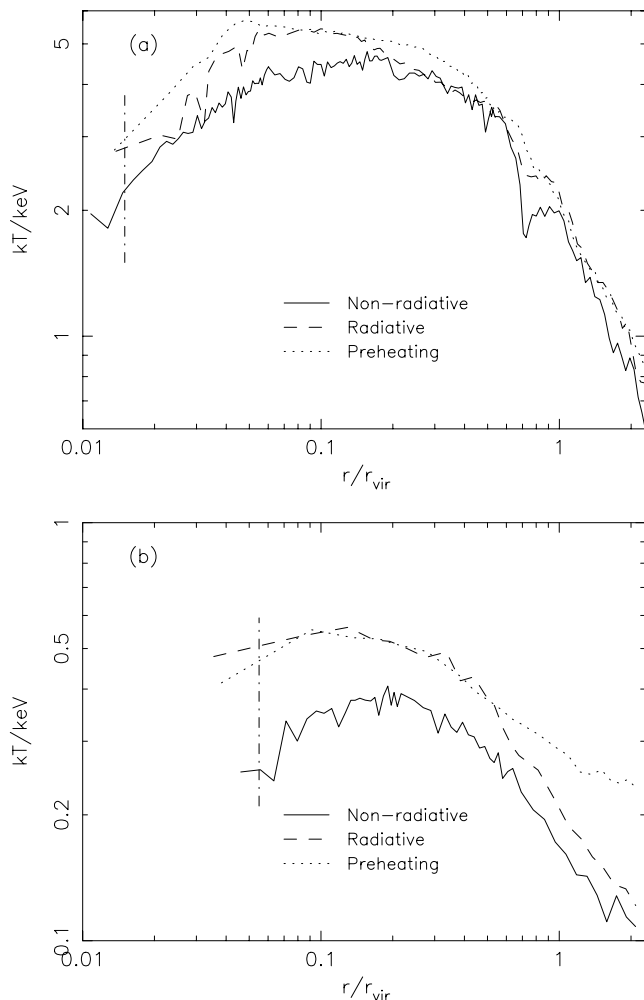 (a)
5
2
1
kT/keV
Non-radiative
Radiative
Preheating
0.01
0.1
1
r/r_vir
(b)
1
0.5
0.2
0.1
kT/keV
Non-radiative
Radiative
Preheating
0.01
0.1
1
r/r_vir